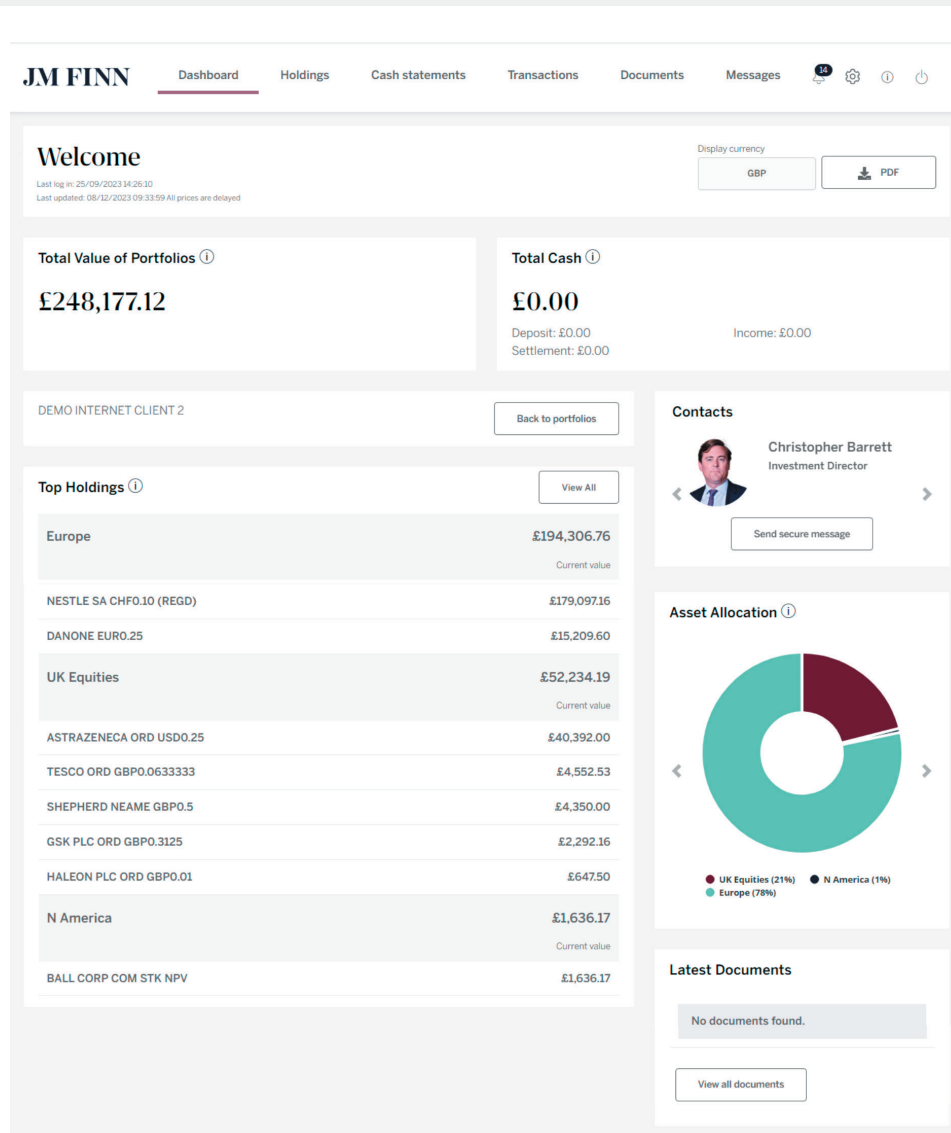 JM FINN
Dashboard
Holdings
Cash statements
Transactions
Documents
Messages
14
Welcome
Last log in: 25/09/2023 14:26:10
Last updated: 08/12/2023 09:33:59 All prices are delayed
Display currency
GBP
PDF
Total Value of Portfolios
£248,177.12
Total Cash
£0.00
Deposit: £0.00
Income: £0.00
Settlement: £0.00
DEMO INTERNET CLIENT 2
Back to portfolios
Top Holdings
View All
Europe £194,306.76
Current value
NESTLE SA CHF0.10 (REGD) £179,097.16
DANONE EUR0.25 £15,209.60
UK Equities £52,234.19
Current value
ASTRAZENECA ORD USD0.25 £40,392.00
TESCO ORD GBP0.0633333 £4,552.53
SHEPHERD NEAME GBP0.5 £4,350.00
GSK PLC ORD GBP0.3125 £2,292.16
HALEON PLC ORD GBP0.01 £647.50
N America £1,636.17
Current value
BALL CORP COM STK NPV £1,636.17
Contacts
Christopher Barrett
Investment Director
Send secure message
Asset Allocation
UK Equities (21%) N America (1%)
Europe (78%)
Latest Documents
No documents found.
View all documents